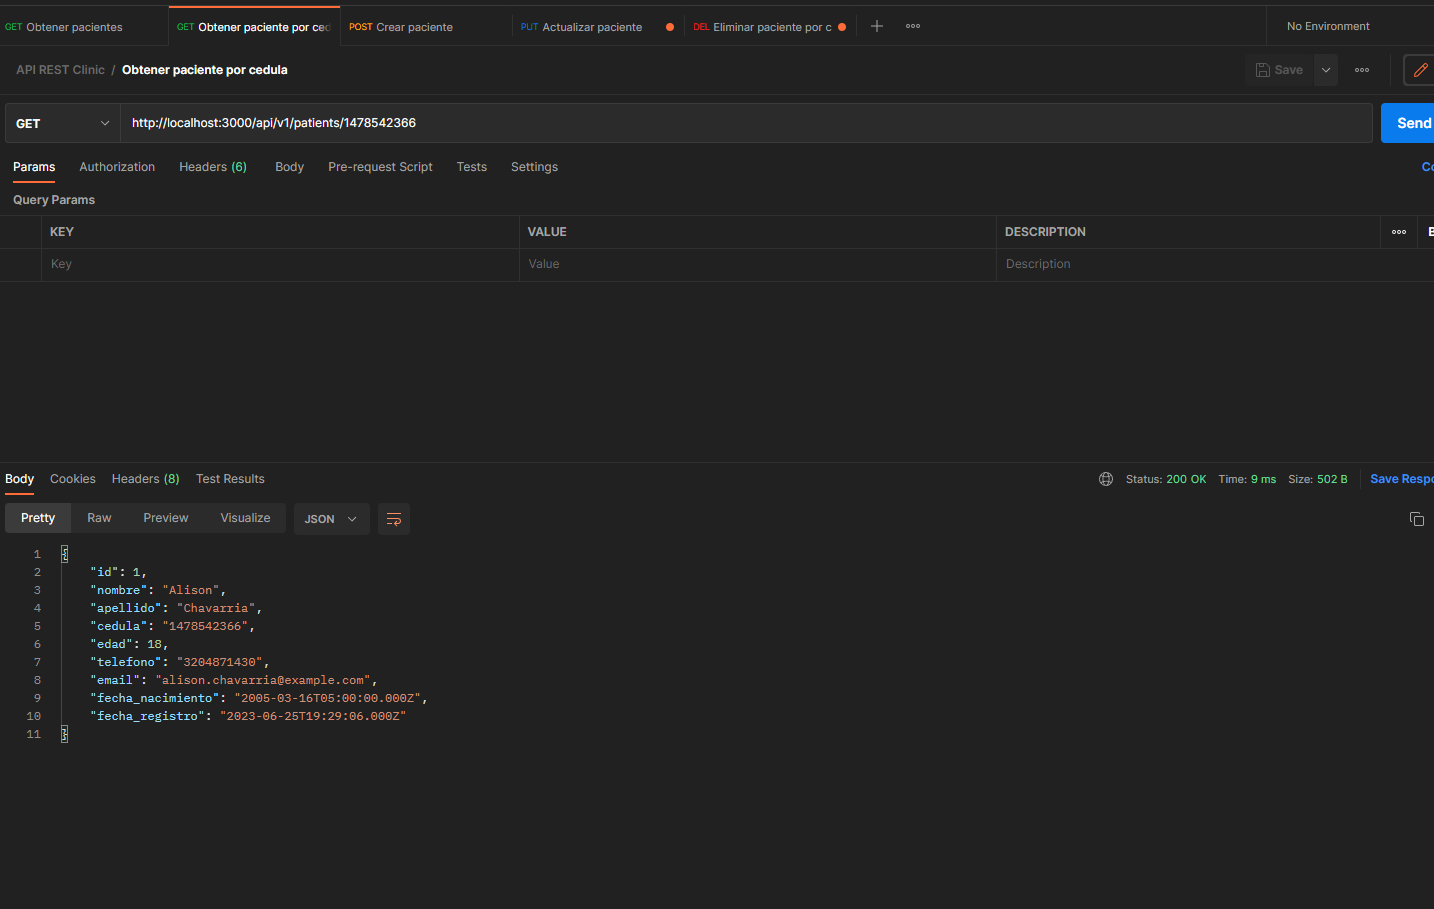 GET Obtener pacientes GET Obtener paciente por ced POST Crear paciente PUT Actualizar paciente DEL Eliminar paciente por c No Environment
API REST Clinic / Obtener paciente por cedula Save
GET http://localhost:3000/api/v1/patients/1478542366 Send
Params Authorization Headers (6) Body Pre-request Script Tests Settings Co
Query Params
KEY VALUE DESCRIPTION B
Key Value Description
Body Cookies Headers (8) Test Results Status: 200 OK Time: 9 ms Size: 502 B Save Respo
Pretty Raw Preview Visualize JSON
1 {
2 "id": 1,
3 "nombre": "Alison",
4 "apellido": "Chavarria",
5 "cedula": "1478542366",
6 "edad": 18,
7 "telefono": "3204871430",
8 "email": "alison.chavarria@example.com",
9 "fecha_nacimiento": "2005-03-16T05:00:00.000Z",
10 "fecha_registro": "2023-06-25T19:29:06.000Z"
11 }